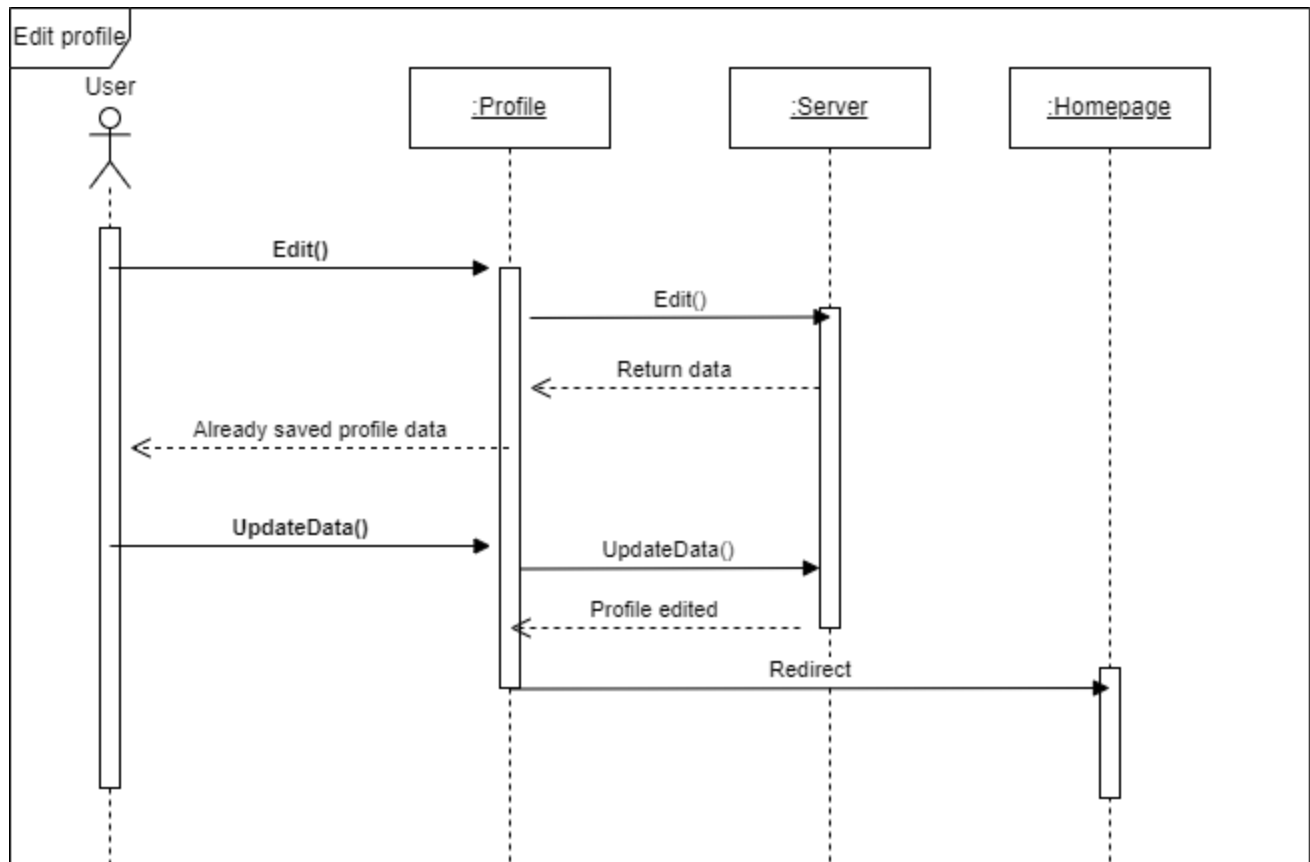 Edit profile
User
:Profile
:Server
:Homepage
Edit()
Edit()
Return data
Already saved profile data
UpdateData()
UpdateData()
Profile edited
Redirect